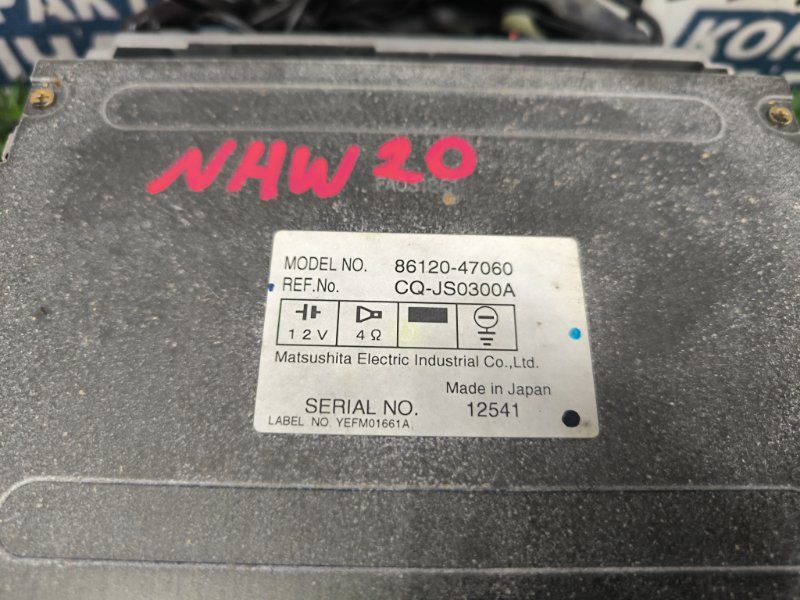 NHW20
MODEL NO. 86120-47060
REF.No. CQ-JS0300A
12V 4Ω
Matsushita Electric Industrial Co.,Ltd.
Made in Japan
SERIAL NO. 12541
LABEL NO. YEFM01661A